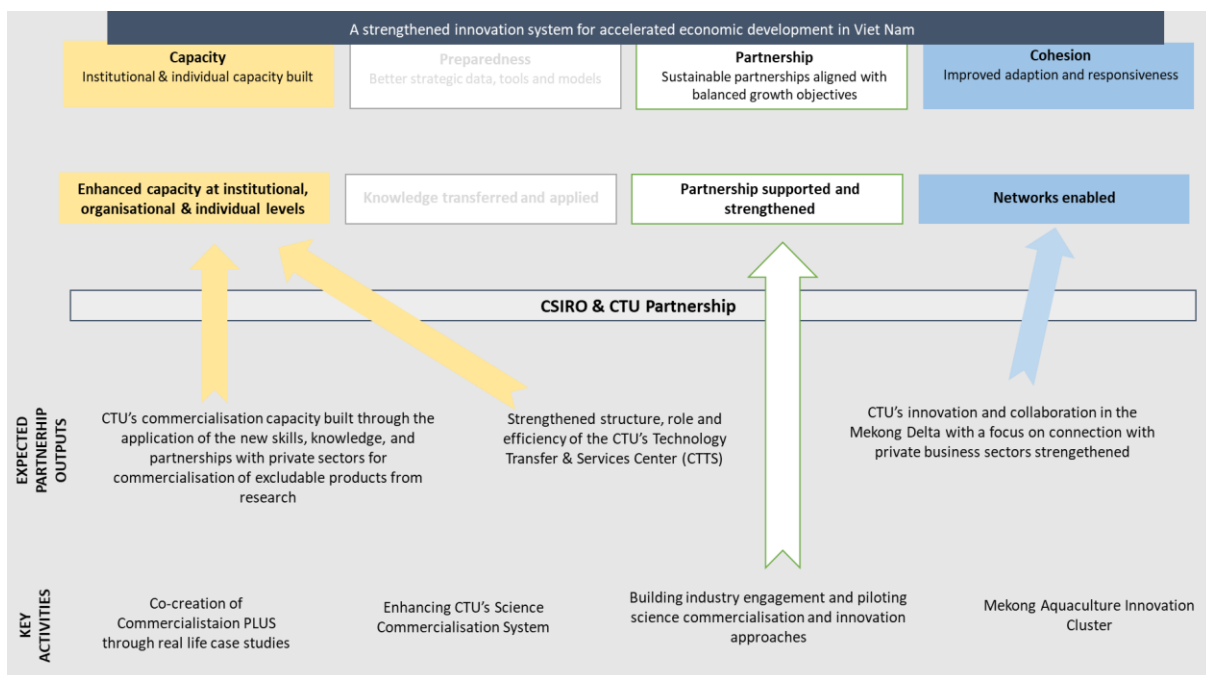 A strengthened innovation system for accelerated economic development in Viet Nam
Capacity
Institutional & individual capacity built
Preparedness
Better strategic data, tools and models
Partnership
Sustainable partnerships aligned with
balanced growth objectives
Cohesion
Improved adaption and responsiveness
Enhanced capacity at institutional,
organisational & individual levels
Knowledge transferred and applied
Partnership supported and
strengthened
Networks enabled
CSIRO & CTU Partnership
EXPECTED
PARTNERHIP
OUTPUTS
CTU’s commercialisation capacity built through the
application of the new skills, knowledge, and
partnerships with private sectors for
commercialisation of excludable products from
research
Strengthened structure, role and
efficiency of the CTU’s Technology
Transfer & Services Center (CTTS)
CTU’s innovation and collaboration in the
Mekong Delta with a focus on connection with
private business sectors strengethened
KEY
ACTIVITIES
Co-creation of
Commercialistaion PLUS
through real life case studies
Enhancing CTU’s Science
Commercialisation System
Building industry engagement and piloting
science commercialisation and innovation
approaches
Mekong Aquaculture Innovation
Cluster